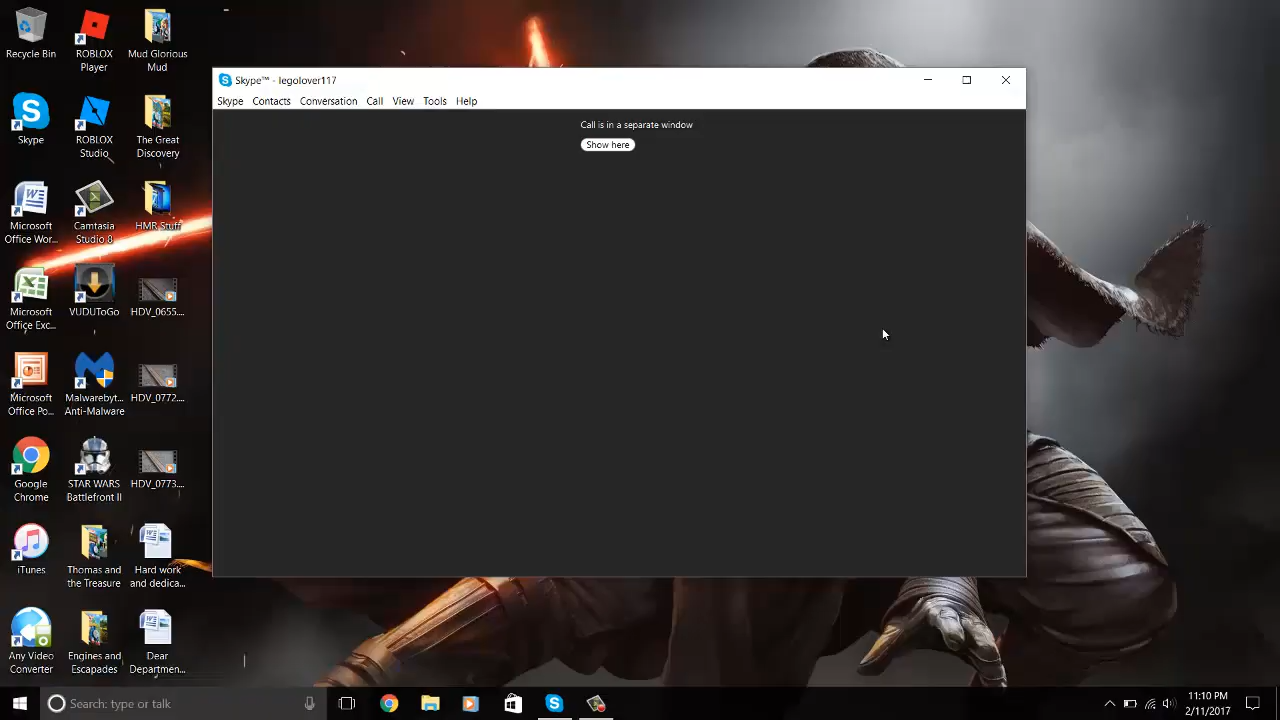 Recycle Bin
ROBLOX
Player
Mud Glorious
Mud
Skype
ROBLOX
Studio
The Great
Discovery
Microsoft
Office Wor...
Camtasia
Studio 8
HMR Stuff
Microsoft
Office Exc...
VUDUToGo
HDV_0655....
Microsoft
Office Po...
Malwarebyt...
Anti-Malware
HDV_0772....
Google
Chrome
STAR WARS
Battlefront II
HDV_0773....
iTunes
Thomas and
the Treasure
Hard work
and dedica...
Any Video
Converter
Engines and
Escapades
Dear
Departmen...
Skype™ - legolover117
Skype Contacts Conversation Call View Tools Help
Call is in a separate window
Show here
Search: type or talk
11:10 PM
2/11/2017